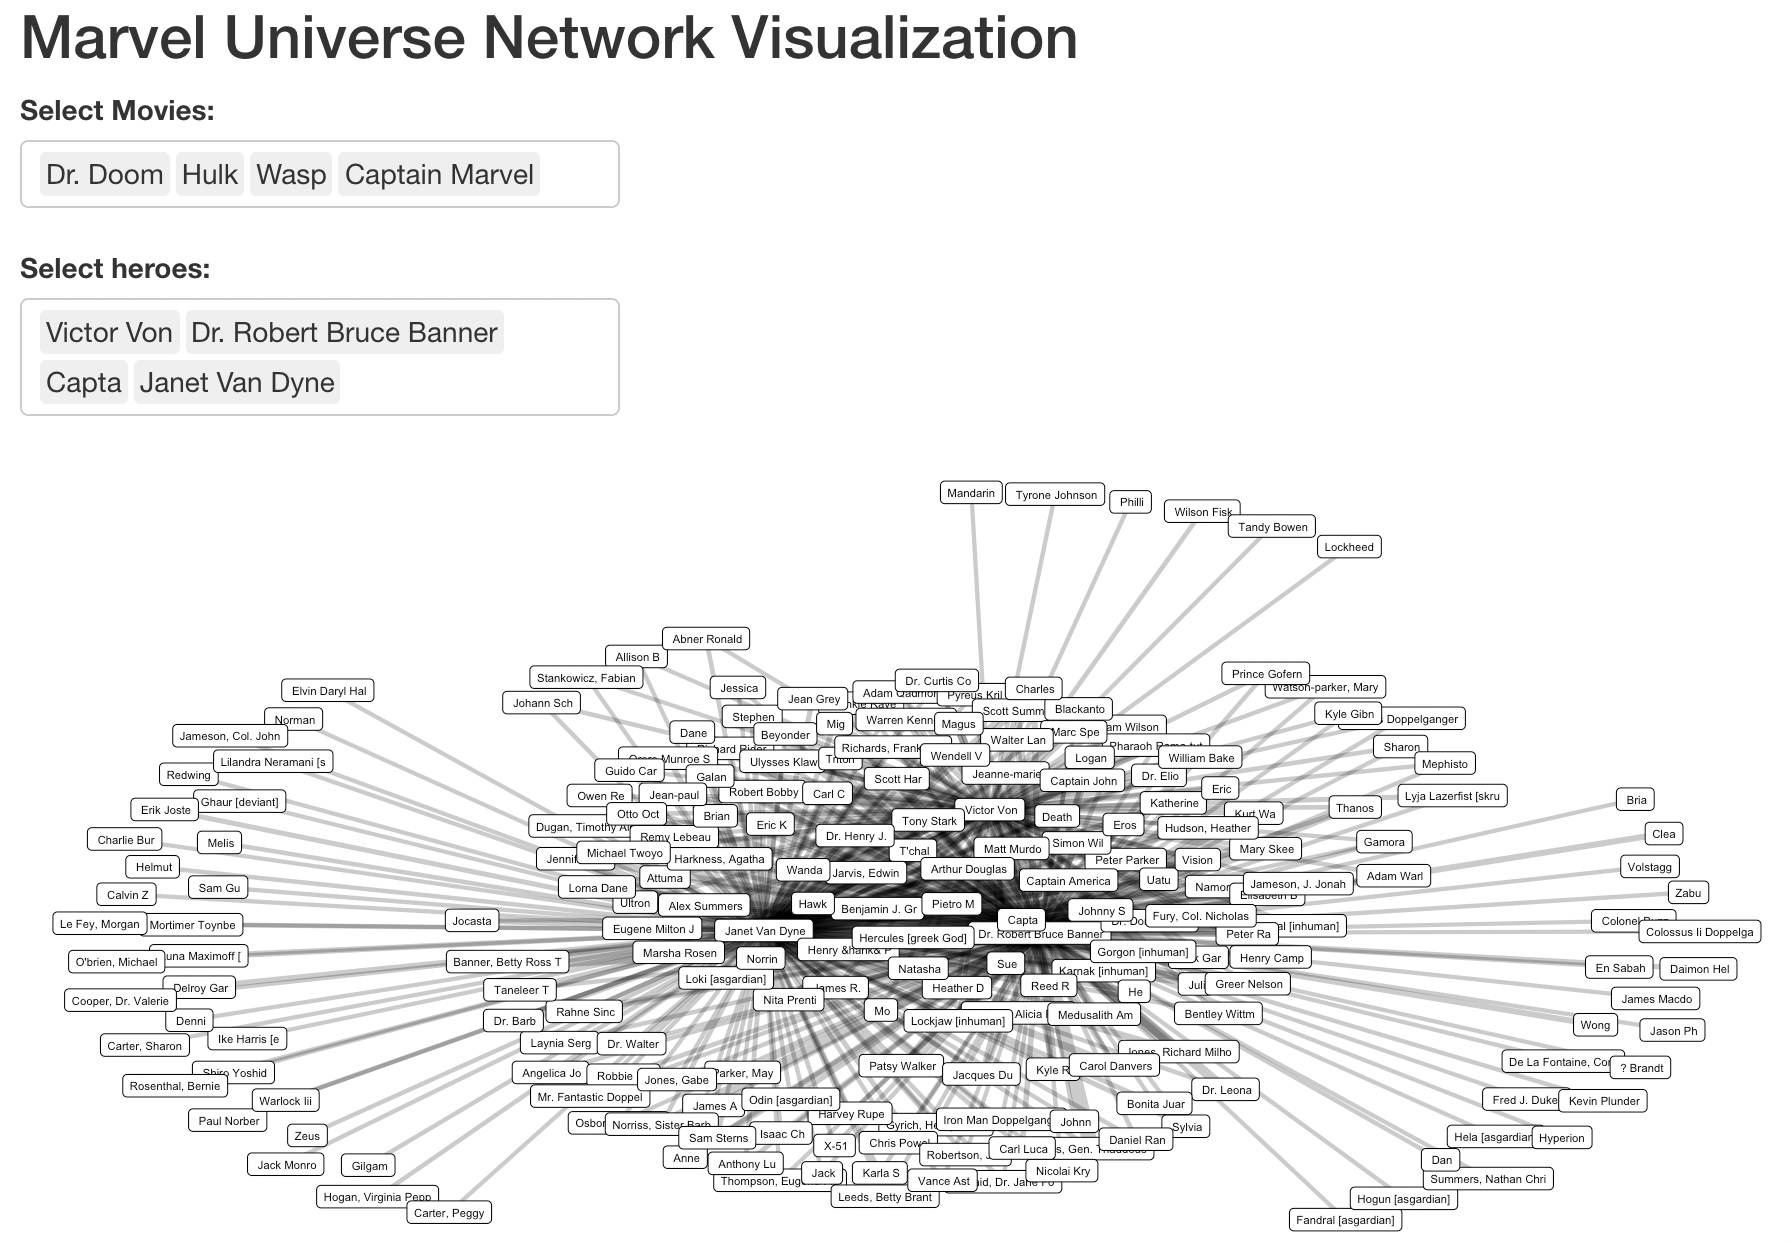 Marvel Universe Network Visualization
Select Movies:
Dr. Doom Hulk Wasp Captain Marvel
Select heroes:
Victor Von Dr. Robert Bruce Banner
Capta Janet Van Dyne
Mandarin
Tyrone Johnson
Philli
Wilson Fisk
Tandy Bowen
Lockheed
Abner Ronald
Allison B
Stankowicz, Fabian
Johann Sch
Elvin Daryl Hal
Norman
Jameson, Col. John
Lilandra Neramani [s
Redwing
Ghaur [deviant]
Erik Joste
Charlie Bur
Melis
Helmut
Sam Gu
Calvin Z
Le Fey, Morgan
Mortimer Toynbe
O'brien, Michael
una Maximoff [
Delroy Gar
Cooper, Dr. Valerie
Denni
Ike Harris [e
Carter, Sharon
Shiro Yoshid
Rosenthal, Bernie
Warlock Iii
Paul Norber
Zeus
Jack Monro
Gilgam
Hogan, Virginia Pepp
Carter, Peggy
Jessica
Jean Grey
Dr. Curtis Co
Charles
Pyreus Kril
Stephen
Mig
Warren Kenn
Magus
Scott Summ
Blackanto
Dane
Beyonder
Marc Spe
am Wilson
Walter Lan
Richards, Frank
Wendell V
Logan
William Bake
Orero Munroe S
Ulysses Klaw
Triton
Guido Car
Galan
Scott Har
Jeanne-marie
Captain John
Dr. Elio
Eric
Owen Re
Jean-paul
Robert Bobby
Carl C
Katherine
Kurt Wa
Otto Oct
Brian
Eric K
Tony Stark
Victor Von
Death
Eros
Hudson, Heather
Dugan, Timothy Al
Remy Lebeau
Dr. Henry J.
T'chal
Matt Murdo
Simon Wil
Mary Skee
Michael Twoyo
Harkness, Agatha
Peter Parker
Vision
Wanda
Jarvis, Edwin
Arthur Douglas
Captain America
Uatu
Namor
Jameson, J. Jonah
Elisabeth B
Attuma
Lorna Dane
Ultron
Alex Summers
Hawk
Benjamin J. Gr
Pietro M
Johnny S
Fury, Col. Nicholas
al [inhuman]
Jocasta
Eugene Milton J
Janet Van Dyne
Capta
Dr. Robert Bruce Banner
Peter Ra
Hercules [greek God]
Marsha Rosen
Norrin
Gorgon [inhuman]
Henry Camp
Banner, Betty Ross T
Natasha
Sue
Karnak [inhuman]
Loki [asgardian]
James R.
Heather D
Reed R
He
Juli
Greer Nelson
Taneleer T
Nita Prenti
Mo
Lockjaw [inhuman]
Alicia
Medusalith Am
Bentley Wittm
Rahne Sinc
Dr. Barb
Laynia Serg
Dr. Walter
Patsy Walker
Jacques Du
Kyle R
Carol Danvers
Jones, Richard Milho
Angelica Jo
Robbie
Jones, Gabe
Parker, May
Mr. Fantastic Doppel
James A
Odin [asgardian]
Harvey Rupe
Dr. Leona
Bonita Juar
Osbor
Norriss, Sister Barb
Sam Sterns
Isaac Ch
X-51
Chris Powel
Iron Man Doppelgang
Johnn
Sylvia
Daniel Ran
Anne
Anthony Lu
Carl Luca
Thompson, Eug
Jack
Karla S
Vance Ast
Nicolai Kry
Leeds, Betty Brant
Prince Gofern
Watson-parker, Mary
Kyle Gibn
Doppelganger
Sharon
Mephisto
Thanos
Lyja Lazerfist [skru
Gamora
Adam Warl
Bria
Clea
Volstagg
Zabu
Colossus Ii Doppelga
En Sabah
Daimon Hel
James Macdo
Wong
Jason Ph
De La Fontaine, Con
? Brandt
Fred J. Duke
Kevin Plunder
Hela [asgardian
Hyperion
Dan
Summers, Nathan Chri
Hogun [asgardian]
Fandral [asgardian]